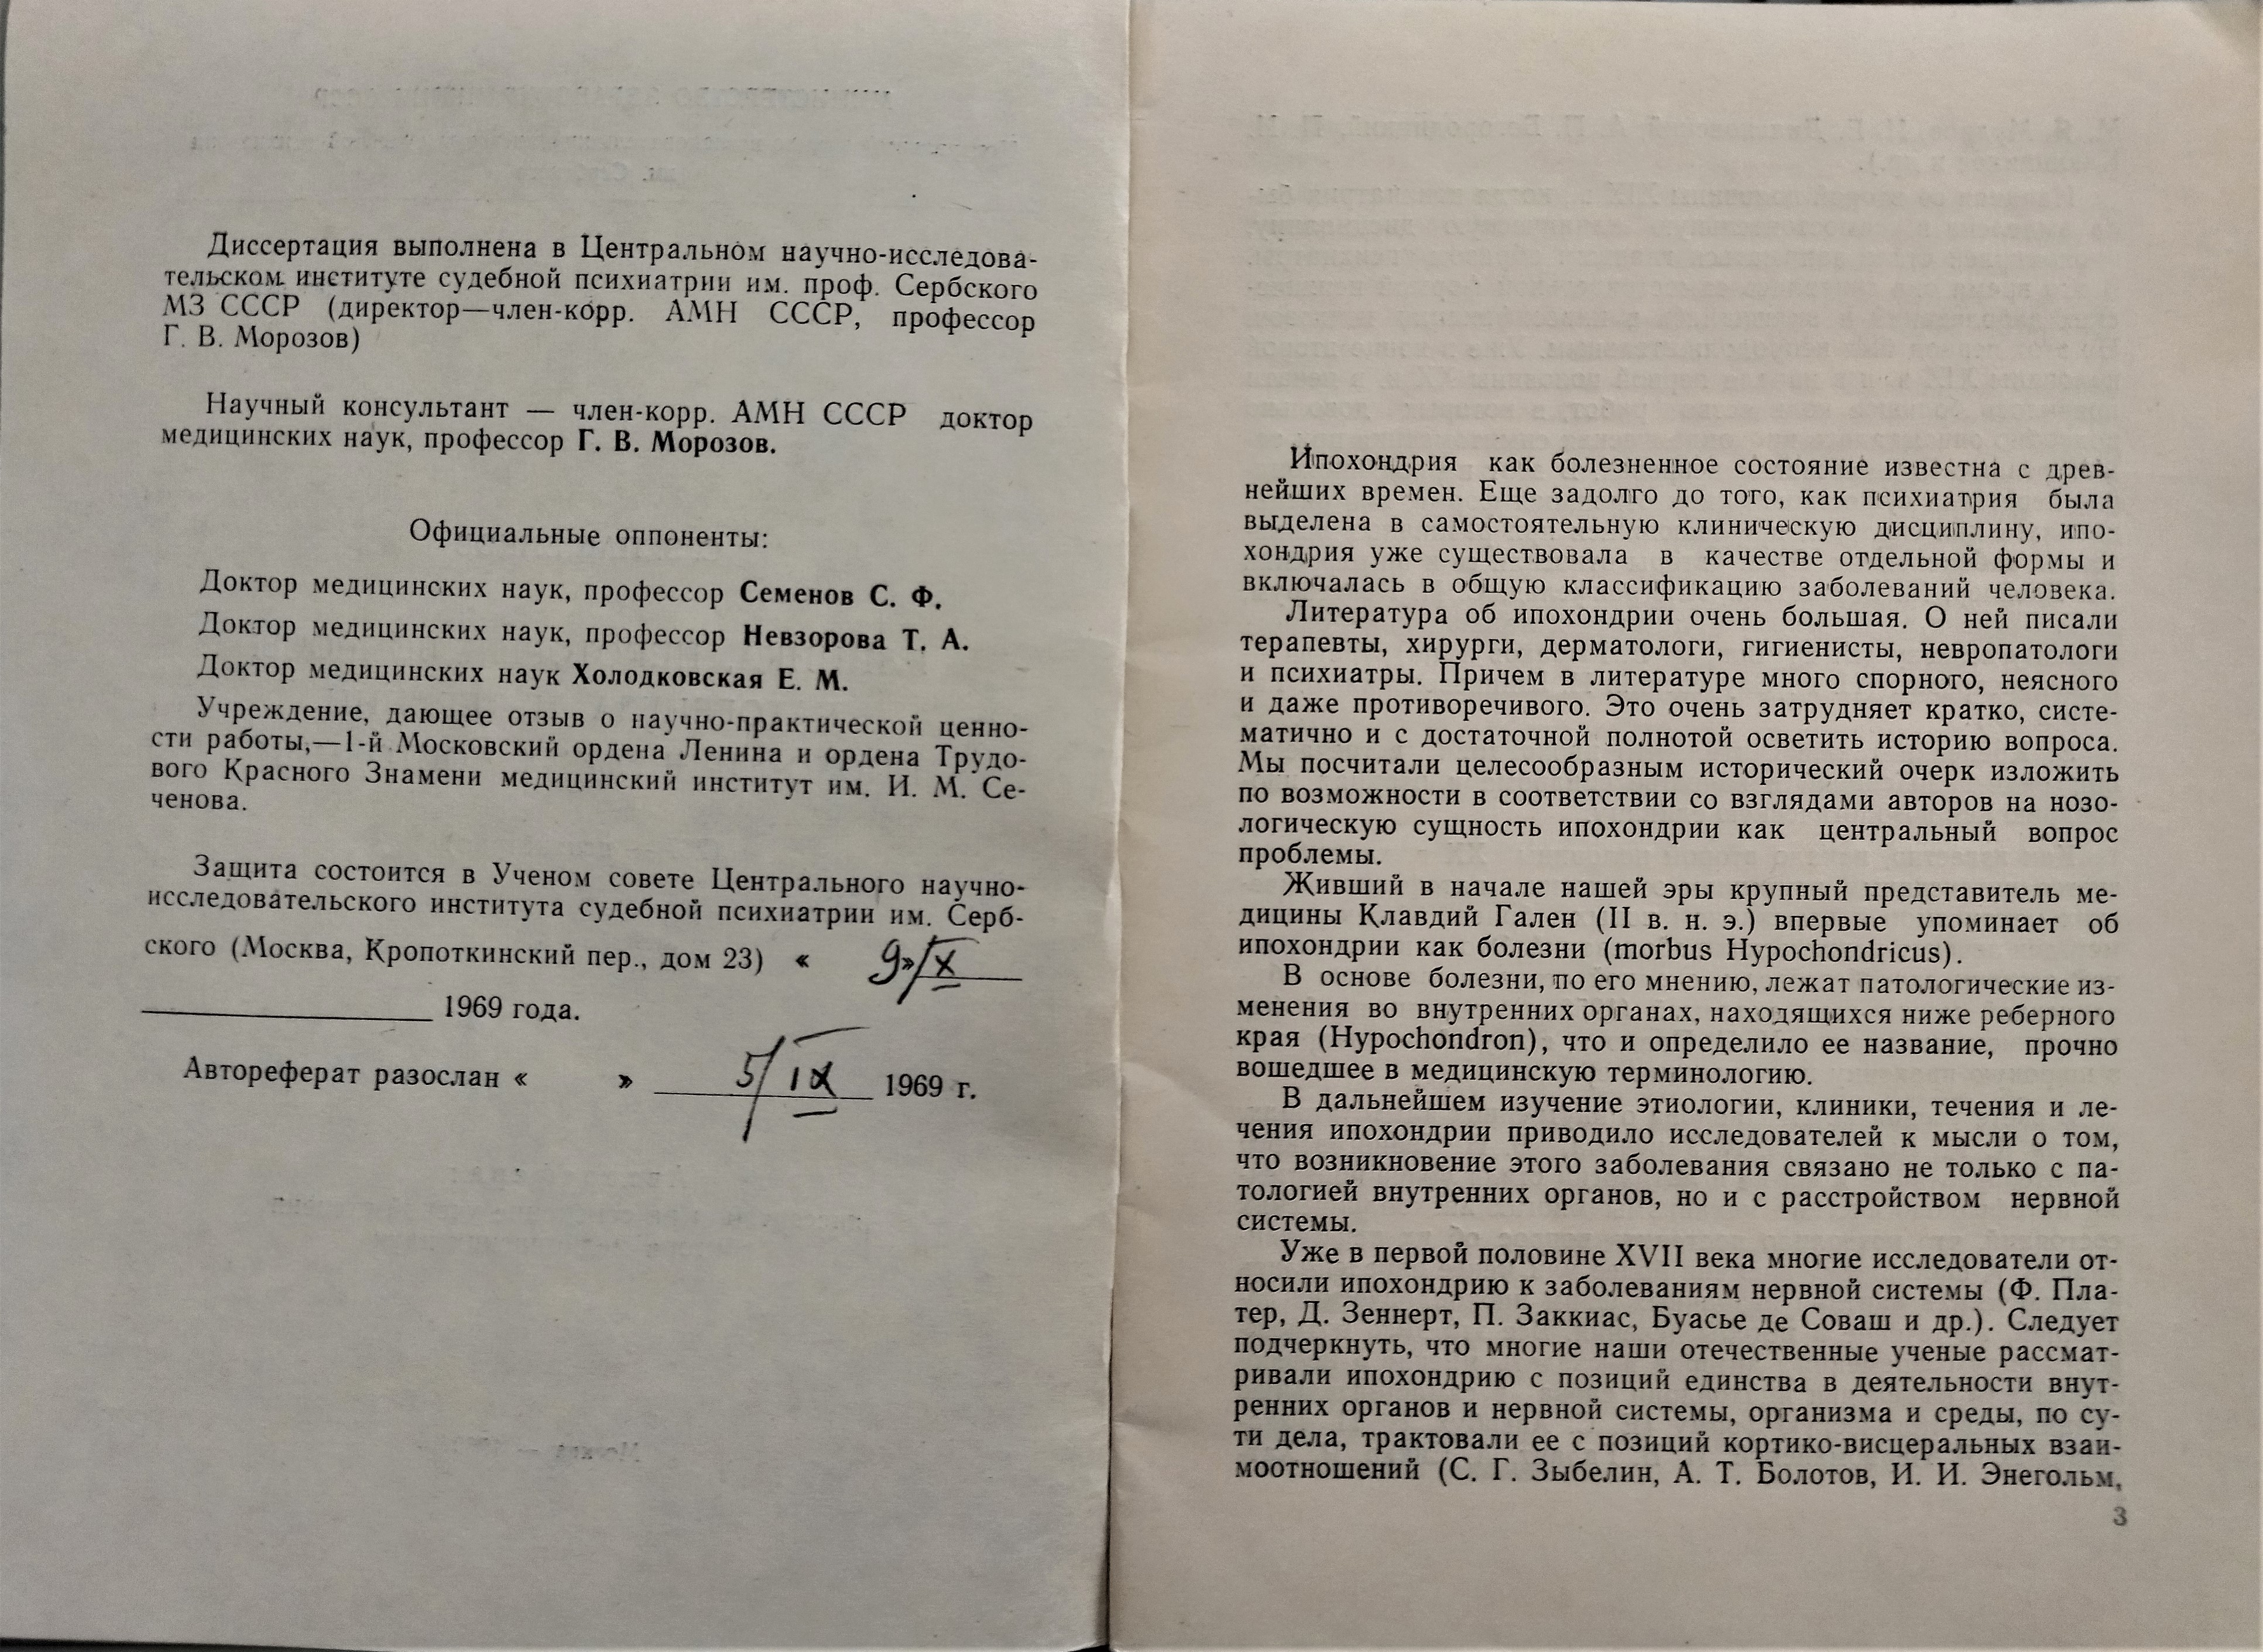 Диссертация выполнена в Центральном научно-исследова-
тельском институте судебной психиатрии им. проф. Сербского
МЗ СССР (директор—член-корр. АМН СССР, профессор
Г. В. Морозов)
Научный консультант — член-корр. АМН СССР доктор
медицинских наук, профессор Г. В. Морозов.
Официальные оппоненты:
Доктор медицинских наук, профессор Семенов С. Ф.
Доктор медицинских наук, профессор Невзорова Т. А.
Доктор медицинских наук Холодковская Е. М.
Учреждение, дающее отзыв о научно-практической ценно-
сти работы,—1-й Московский ордена Ленина и ордена Трудо-
вого Красного Знамени медицинский институт им. И. М. Се-
ченова.
Защита состоится в Ученом совете Центрального научно-
исследовательского института судебной психиатрии им. Серб-
ского (Москва, Кропоткинский пер., дом 23) « 9»/X
1969 года.
Автореферат разослан « » 5/IX 1969 г.
Ипохондрия как болезненное состояние известна с древ-
нейших времен. Еще задолго до того, как психиатрия была
выделена в самостоятельную клиническую дисциплину, ипо-
хондрия уже существовала в качестве отдельной формы и
включалась в общую классификацию заболеваний человека.
Литература об ипохондрии очень большая. О ней писали
терапевты, хирурги, дерматологи, гигиенисты, невропатологи
и психиатры. Причем в литературе много спорного, неясного
и даже противоречивого. Это очень затрудняет кратко, систе-
матично и с достаточной полнотой осветить историю вопроса.
Мы посчитали целесообразным исторический очерк изложить
по возможности в соответствии со взглядами авторов на нозо-
логическую сущность ипохондрии как центральный вопрос
проблемы.
Живший в начале нашей эры крупный представитель ме-
дицины Клавдий Гален (II в. н. э.) впервые упоминает об
ипохондрии как болезни (morbus Hypochondricus).
В основе болезни, по его мнению, лежат патологические из-
менения во внутренних органах, находящихся ниже реберного
края (Hypochondron), что и определило ее название, прочно
вошедшее в медицинскую терминологию.
В дальнейшем изучение этиологии, клиники, течения и ле-
чения ипохондрии приводило исследователей к мысли о том,
что возникновение этого заболевания связано не только с па-
тологией внутренних органов, но и с расстройством нервной
системы.
Уже в первой половине XVII века многие исследователи от-
носили ипохондрию к заболеваниям нервной системы (Ф. Пла-
тер, Д. Зеннерт, П. Заккиас, Буасье де Соваш и др.). Следует
подчеркнуть, что многие наши отечественные ученые рассмат-
ривали ипохондрию с позиций единства в деятельности внут-
ренних органов и нервной системы, организма и среды, по су-
ти дела, трактовали ее с позиций кортико-висцеральных взаи-
моотношений (С. Г. Зыбелин, А. Т. Болотов, И. И. Энегольм,
3